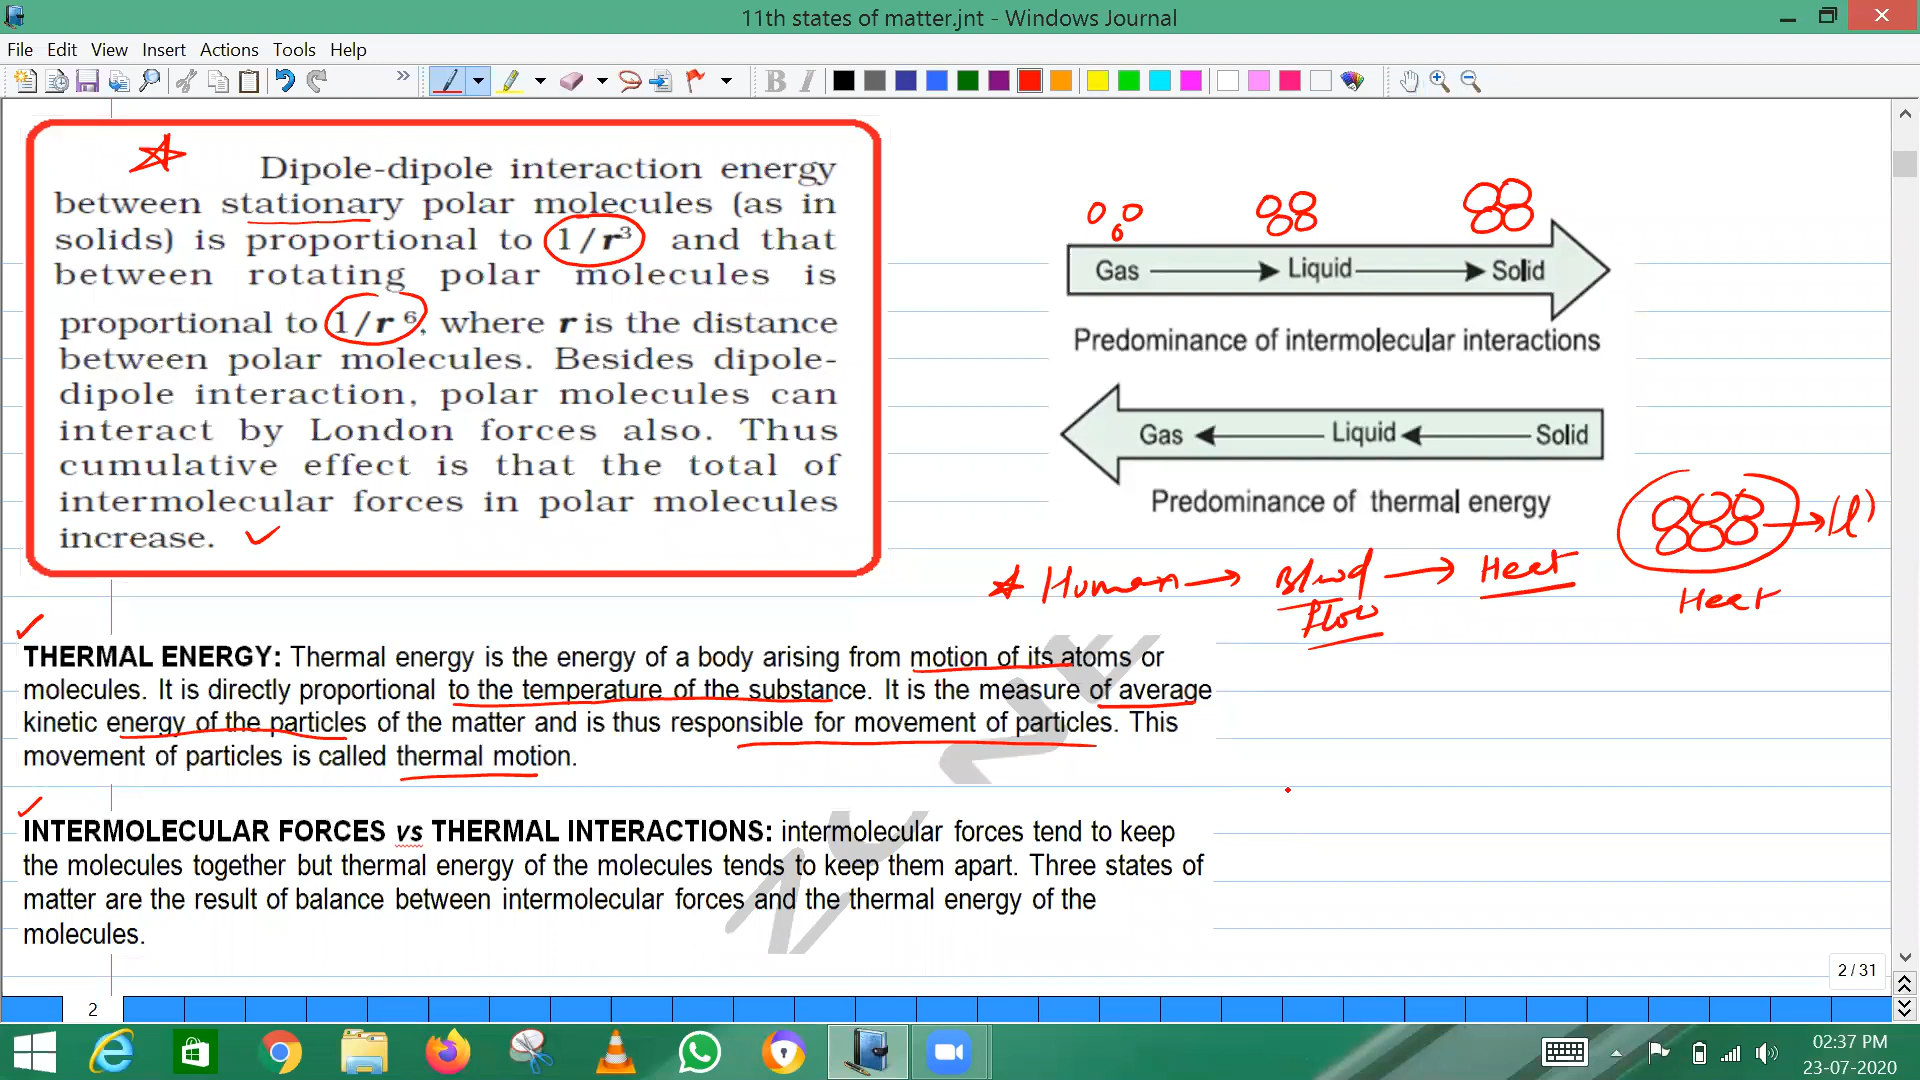 11th states of matter.jnt - Windows Journal
File Edit View Insert Actions Tools Help
Dipole-dipole interaction energy
between stationary polar molecules (as in
solids) is proportional to 1/r³ and that
between rotating polar molecules is
proportional to 1/r ⁶, where r is the distance
between polar molecules. Besides dipole-
dipole interaction, polar molecules can
interact by London forces also. Thus
cumulative effect is that the total of
intermolecular forces in polar molecules
increase.
Gas Liquid Solid
Predominance of intermolecular interactions
Gas Liquid Solid
Predominance of thermal energy
(l)
Human → Blood Flow → Heat
Heat
THERMAL ENERGY: Thermal energy is the energy of a body arising from motion of its atoms or
molecules. It is directly proportional to the temperature of the substance. It is the measure of average
kinetic energy of the particles of the matter and is thus responsible for movement of particles. This
movement of particles is called thermal motion.
INTERMOLECULAR FORCES vs THERMAL INTERACTIONS: intermolecular forces tend to keep
the molecules together but thermal energy of the molecules tends to keep them apart. Three states of
matter are the result of balance between intermolecular forces and the thermal energy of the
molecules.
2 / 31
2
02:37 PM
23-07-2020